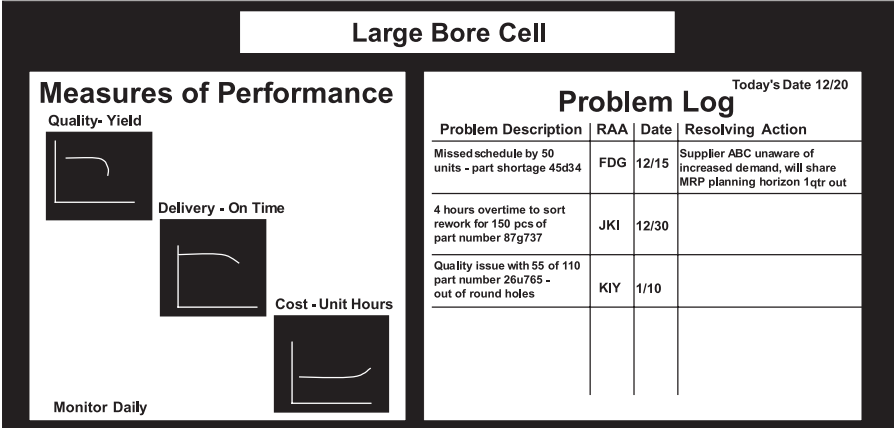 Large Bore Cell
Measures of Performance
Quality- Yield
Delivery - On Time
Cost - Unit Hours
Monitor Daily
Today's Date 12/20
Problem Log
Problem Description RAA Date Resolving Action
Missed schedule by 50
units - part shortage 45d34
FDG
12/15
Supplier ABC unaware of
increased demand, will share
MRP planning horizon 1qtr out
4 hours overtime to sort
rework for 150 pcs of
part number 87g737
JKI
12/30
Quality issue with 55 of 110
part number 26u765 -
out of round holes
KIY
1/10